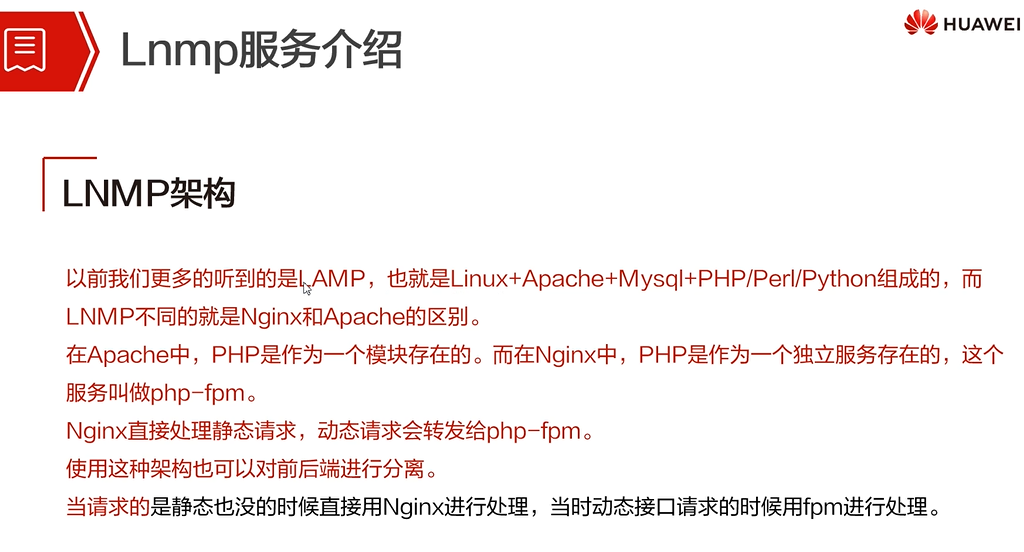 Lnmp服务介绍
HUAWEI
LNMP架构
以前我们更多的听到的是LAMP，也就是Linux+Apache+Mysql+PHP/Perl/Python组成的，而
LNMP不同的就是Nginx和Apache的区别。
在Apache中，PHP是作为一个模块存在的。而在Nginx中，PHP是作为一个独立服务存在的，这个
服务叫做php-fpm。
Nginx直接处理静态请求，动态请求会转发给php-fpm。
使用这种架构也可以对前后端进行分离。
当请求的是静态也没的时候直接用Nginx进行处理，当时动态接口请求的时候用fpm进行处理。